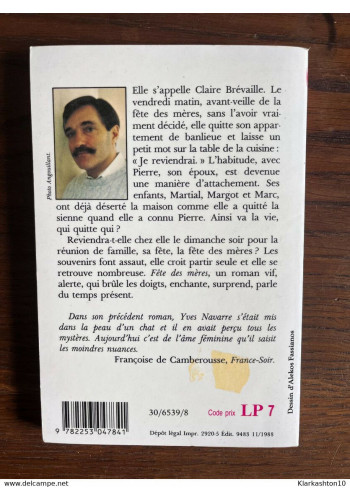 Elle s'appelle Claire Brévaille. Le
vendredi matin, avant-veille de la
fête des mères, sans l'avoir vrai-
ment décidé, elle quitte son appar-
tement de banlieue et laisse un
petit mot sur la table de la cuisine :
« Je reviendrai. » L'habitude, avec
Pierre, son époux, est devenue
une manière d'attachement. Ses
enfants, Martial, Margot et Marc,
ont déjà déserté la maison comme elle a quitté la
sienne quand elle a connu Pierre. Ainsi va la vie,
qui quitte qui ?
Reviendra-t-elle chez elle le dimanche soir pour la
réunion de famille, sa fête, la fête des mères ? Les
souvenirs font assaut, elle croit partir seule et elle se
retrouve nombreuse. Fête des mères, un roman vif,
alerte, qui brûle les doigts, enchante, surprend, parle
du temps présent.
Dans son précédent roman, Yves Navarre s'était mis
dans la peau d'un chat et il en avait perçu tous les
mystères. Aujourd'hui c'est de l'âme féminine qu'il saisit
les moindres nuances.
Françoise de Camberousse, France-Soir.
Photo Angouillant.
Dessin d'Alekos Fassianos
30/6539/8
Code prix LP 7
9 782253 047841
Dépôt légal Impr. 2920-5 Édit. 9485 11/1988
www.delcampe.net
Klarkashton10